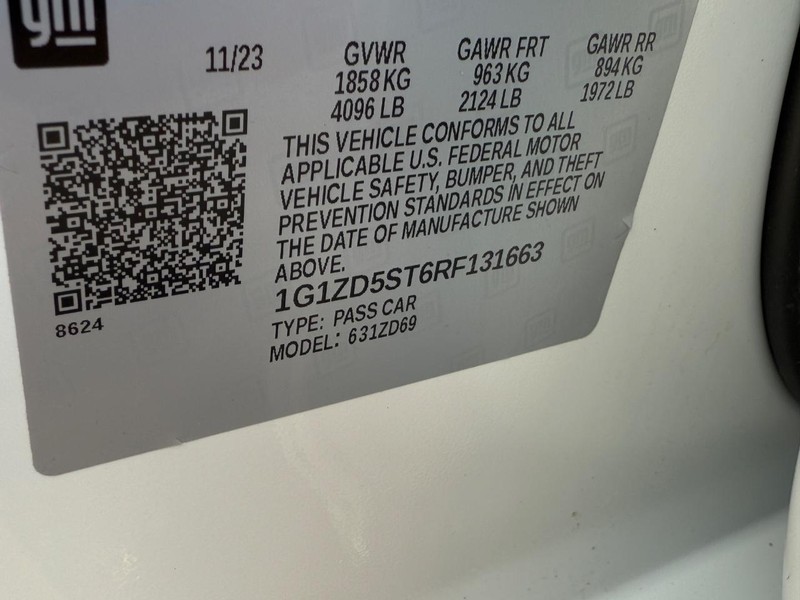 gm
11/23 GVWR GAWR FRT GAWR RR
1858 KG 963 KG 894 KG
4096 LB 2124 LB 1972 LB
THIS VEHICLE CONFORMS TO ALL
APPLICABLE U.S. FEDERAL MOTOR
VEHICLE SAFETY, BUMPER, AND THEFT
PREVENTION STANDARDS IN EFFECT ON
THE DATE OF MANUFACTURE SHOWN
ABOVE.
1G1ZD5ST6RF131663
TYPE: PASS CAR
MODEL: 631ZD69
8624